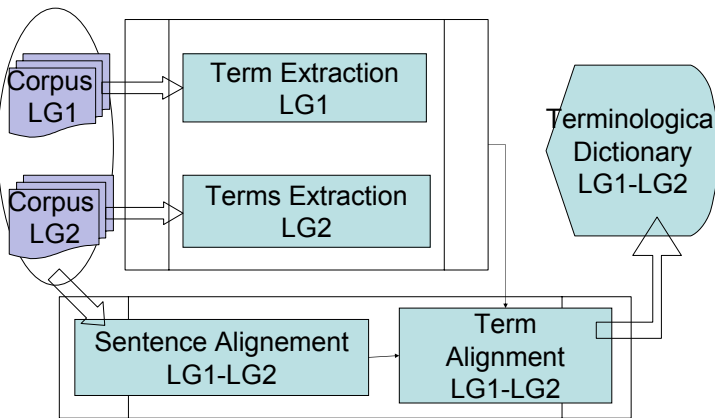 Corpus
LG1
Term Extraction
LG1
Corpus
LG2
Terms Extraction
LG2
Terminological
Dictionary
LG1-LG2
Sentence Alignement
LG1-LG2
Term
Alignment
LG1-LG2